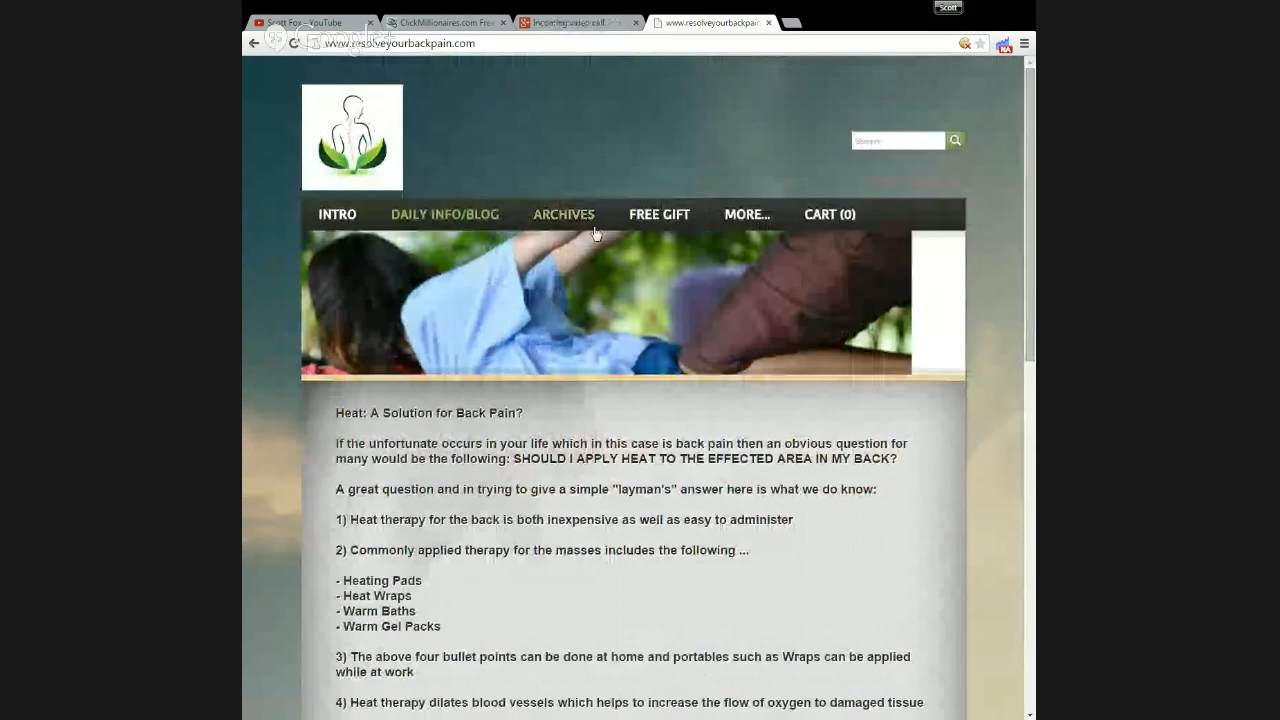 Scott
Scott Fox - YouTube
ClickMillionaires.com Free
Incoming video call
www.resolveyourbackpain
www.resolveyourbackpain.com
Google+
NA
INTRO
DAILY INFO/BLOG
ARCHIVES
FREE GIFT
MORE...
CART (0)
Heat: A Solution for Back Pain?
If the unfortunate occurs in your life which in this case is back pain then an obvious question for
many would be the following: SHOULD I APPLY HEAT TO THE EFFECTED AREA IN MY BACK?
A great question and in trying to give a simple "layman's" answer here is what we do know:
1) Heat therapy for the back is both inexpensive as well as easy to administer
2) Commonly applied therapy for the masses includes the following ...
- Heating Pads
- Heat Wraps
- Warm Baths
- Warm Gel Packs
3) The above four bullet points can be done at home and portables such as Wraps can be applied
while at work
4) Heat therapy dilates blood vessels which helps to increase the flow of oxygen to damaged tissue